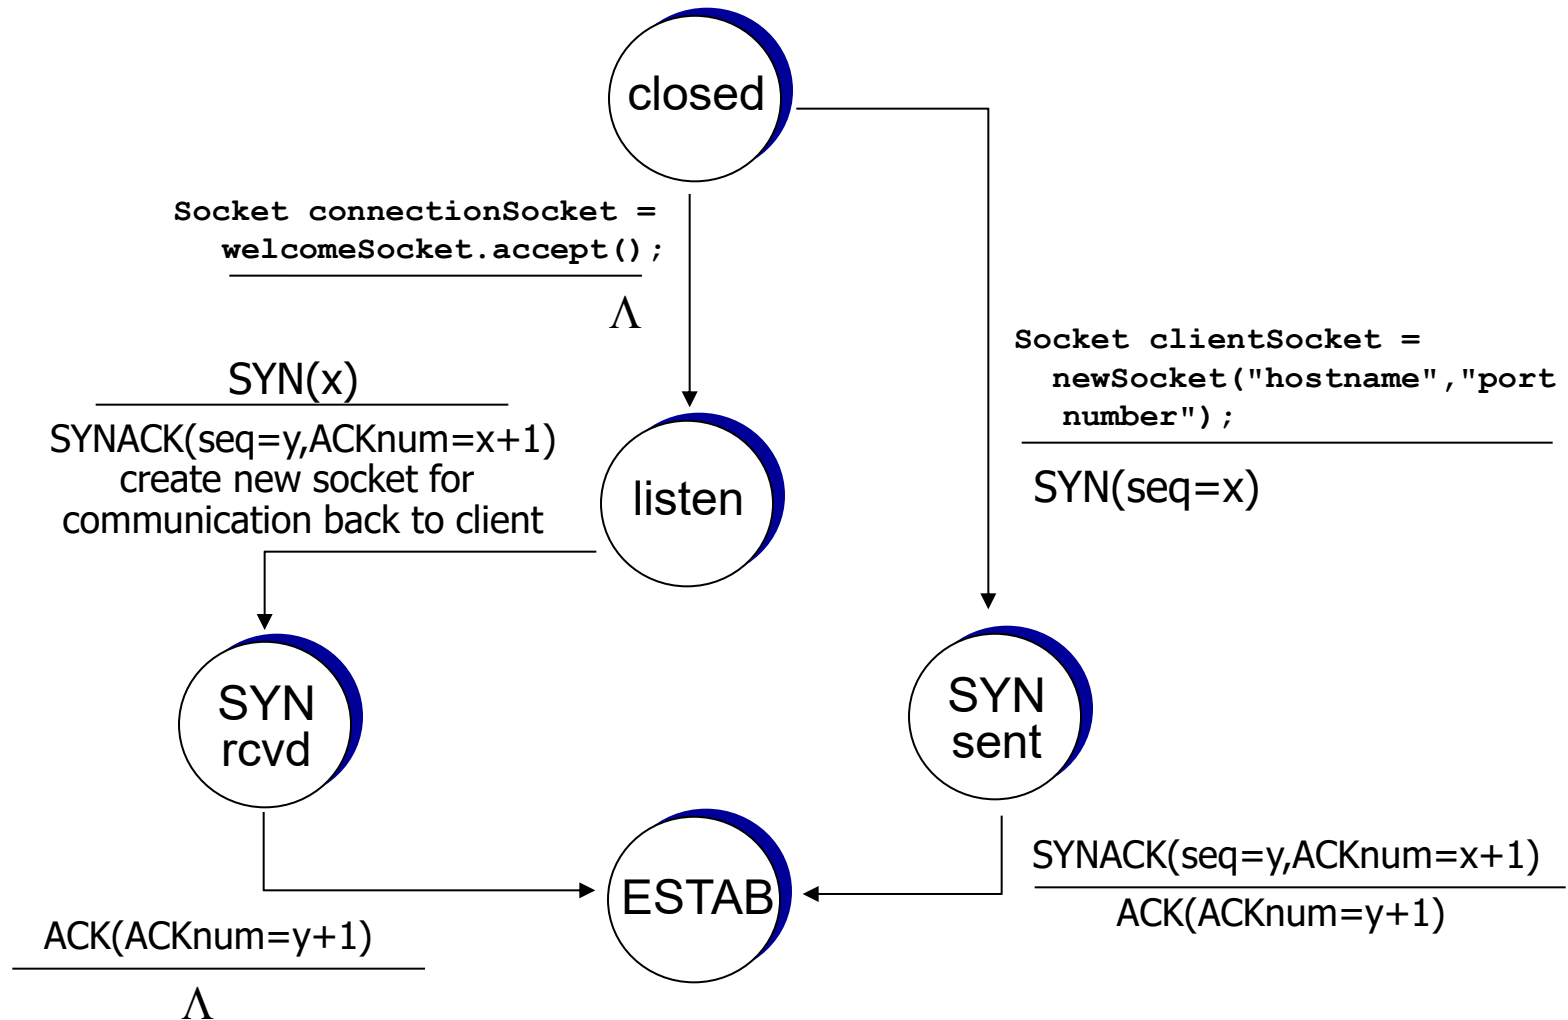 closed
Socket connectionSocket =
welcomeSocket.accept();
Λ
Socket clientSocket =
newSocket("hostname","port
number");
SYN(seq=x)
SYN(x)
SYNACK(seq=y,ACKnum=x+1)
create new socket for
communication back to client
listen
SYN
rcvd
SYN
sent
ESTAB
SYNACK(seq=y,ACKnum=x+1)
ACK(ACKnum=y+1)
ACK(ACKnum=y+1)
Λ